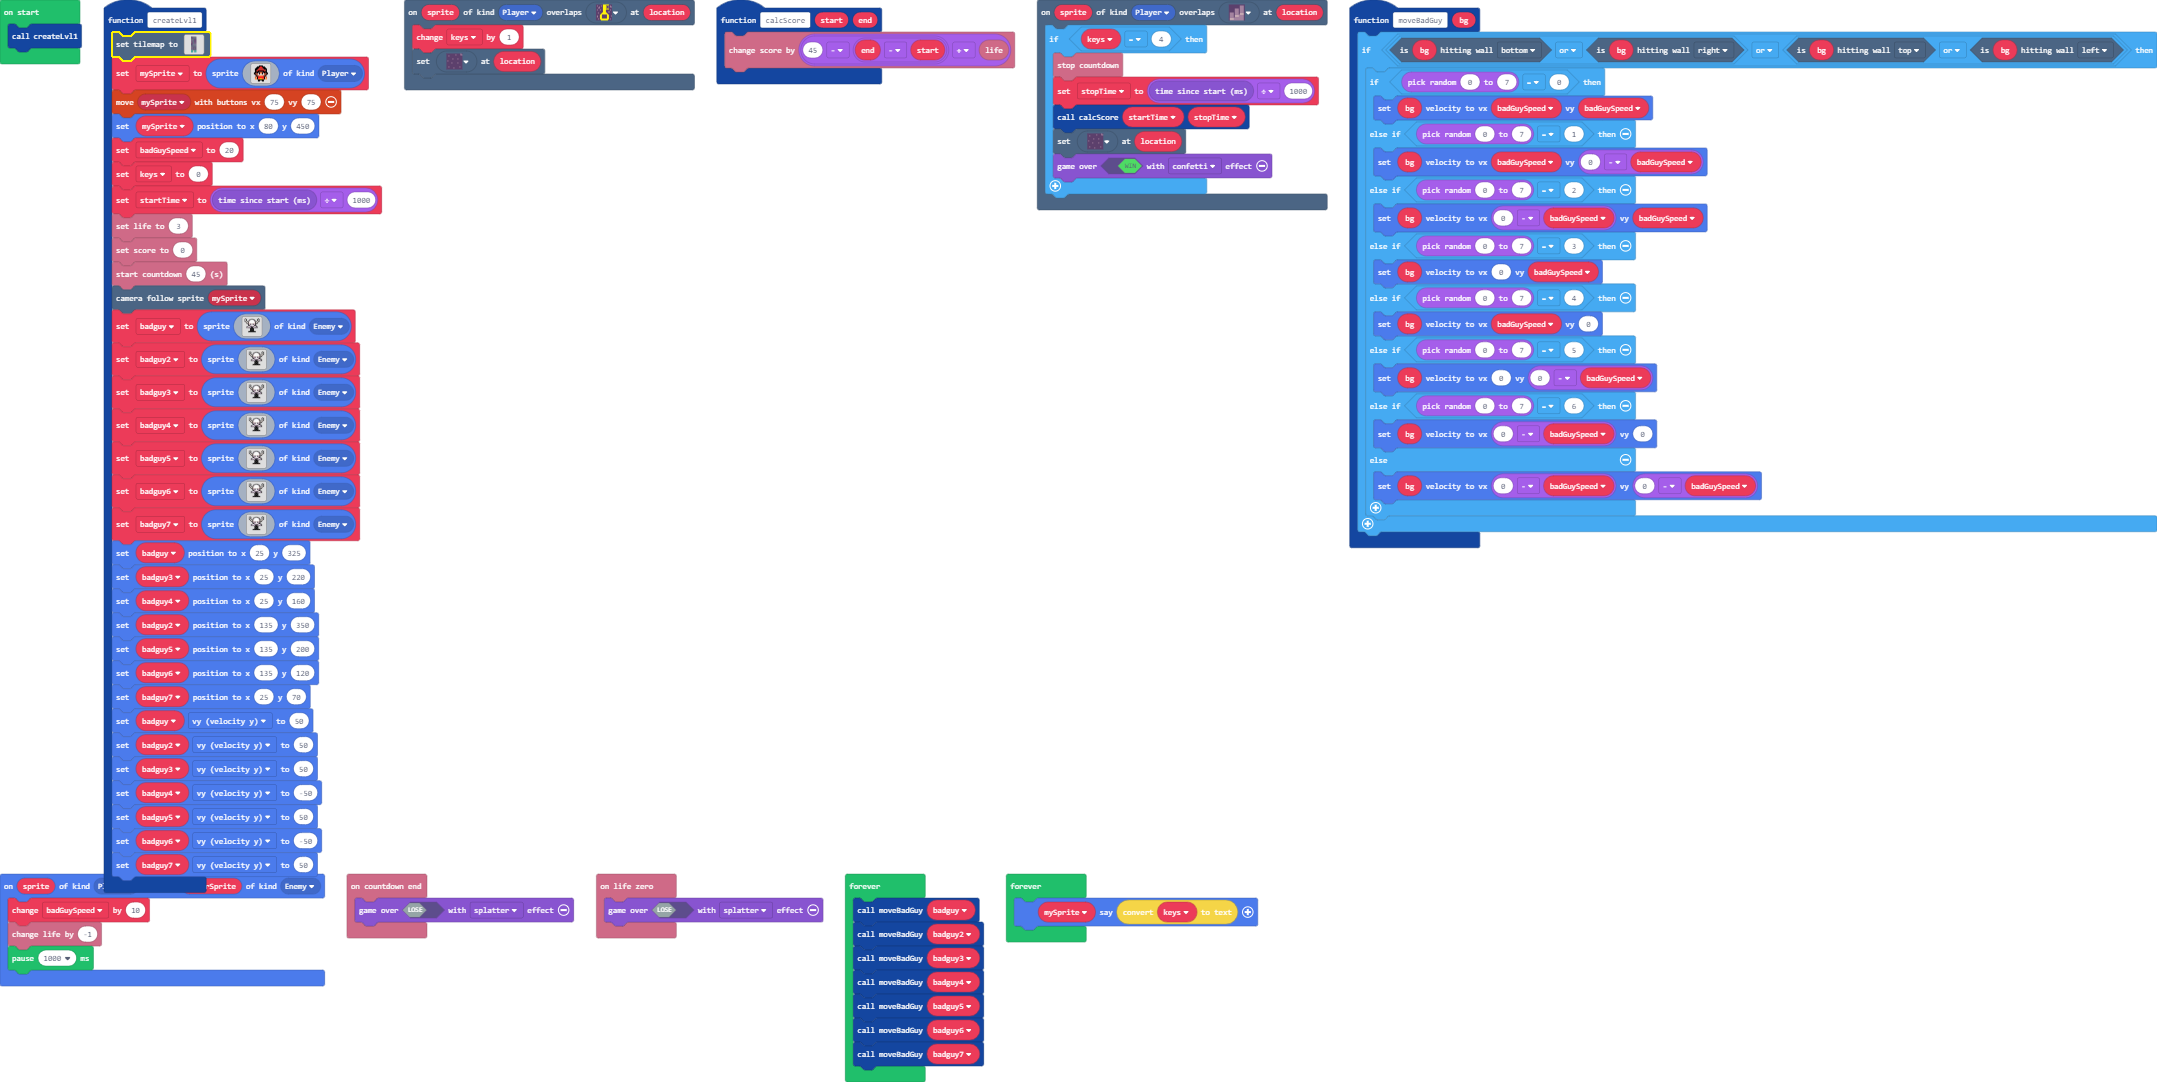 on start
call createLvl1
function createLvl1
set tilemap to
set mySprite to sprite of kind Player
move mySprite with buttons vx 75 vy 75
set mySprite position to x 80 y 450
set badGuySpeed to 20
set keys to 0
set startTime to time since start (ms) ÷ 1000
set life to 3
set score to 0
start countdown 45 (s)
camera follow sprite mySprite
set badguy to sprite of kind Enemy
set badguy2 to sprite of kind Enemy
set badguy3 to sprite of kind Enemy
set badguy4 to sprite of kind Enemy
set badguy5 to sprite of kind Enemy
set badguy6 to sprite of kind Enemy
set badguy7 to sprite of kind Enemy
set badguy position to x 25 y 325
set badguy3 position to x 25 y 220
set badguy4 position to x 25 y 160
set badguy2 position to x 135 y 350
set badguy5 position to x 135 y 200
set badguy6 position to x 135 y 120
set badguy7 position to x 25 y 70
set badguy vy (velocity y) to 50
set badguy2 vy (velocity y) to 50
set badguy3 vy (velocity y) to 50
set badguy4 vy (velocity y) to -50
set badguy5 vy (velocity y) to 50
set badguy6 vy (velocity y) to -50
set badguy7 vy (velocity y) to 50
on sprite of kind Player overlaps at location
change keys by 1
set at location
function calcScore start end
change score by 45 - end - start + life
on sprite of kind Player overlaps at location
if keys = 4 then
stop countdown
set stopTime to time since start (ms) ÷ 1000
call calcScore startTime stopTime
set at location
game over WIN with confetti effect
function moveBadGuy bg
if is bg hitting wall bottom or is bg hitting wall right or is bg hitting wall top or is bg hitting wall left then
if pick random 0 to 7 = 0 then
set bg velocity to vx badGuySpeed vy badGuySpeed
else if pick random 0 to 7 = 1 then
set bg velocity to vx badGuySpeed vy 0 - badGuySpeed
else if pick random 0 to 7 = 2 then
set bg velocity to vx 0 - badGuySpeed vy badGuySpeed
else if pick random 0 to 7 = 3 then
set bg velocity to vx 0 vy badGuySpeed
else if pick random 0 to 7 = 4 then
set bg velocity to vx badGuySpeed vy 0
else if pick random 0 to 7 = 5 then
set bg velocity to vx 0 vy 0 - badGuySpeed
else if pick random 0 to 7 = 6 then
set bg velocity to vx 0 - badGuySpeed vy 0
else
set bg velocity to vx 0 - badGuySpeed vy 0 - badGuySpeed
on sprite of kind rSprite of kind Enemy
change badGuySpeed by 10
change life by -1
pause 1000 ms
on countdown end
game over LOSE with splatter effect
on life zero
game over LOSE with splatter effect
forever
call moveBadGuy badguy
call moveBadGuy badguy2
call moveBadGuy badguy3
call moveBadGuy badguy4
call moveBadGuy badguy5
call moveBadGuy badguy6
call moveBadGuy badguy7
forever
mySprite say convert keys to text